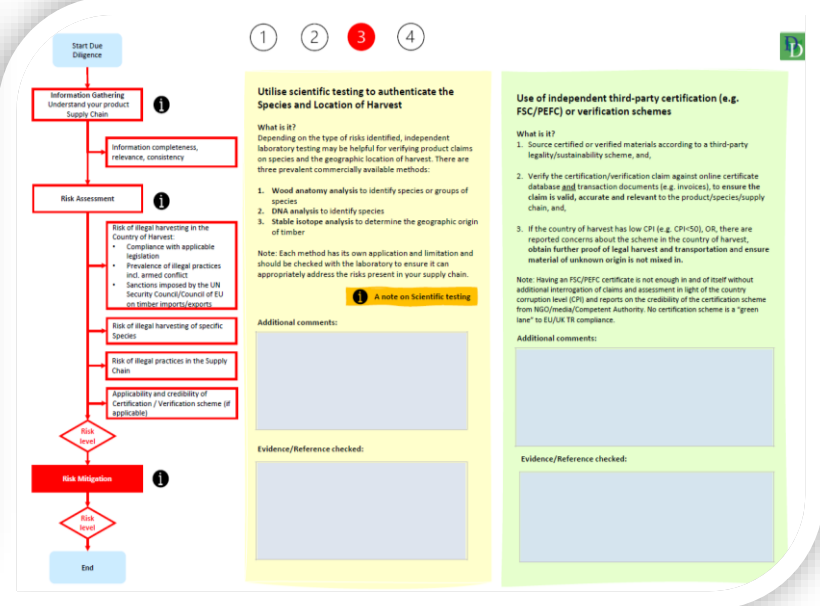 1
2
3
4
D
D
Start Due
Diligence
Information Gathering
Understand your product
Supply Chain
i
Information completeness,
relevance, consistency
Risk Assessment
i
Risk of illegal harvesting in the
Country of Harvest:
• Compliance with applicable
legislation
• Prevalence of illegal practices
incl. armed conflict
• Sanctions imposed by the UN
Security Council/Council of EU
on timber imports/exports
Risk of illegal harvesting of specific
Species
Risk of illegal practices in the Supply
Chain
Applicability and credibility of
Certification / Verification scheme (if
applicable)
Risk
level
Risk Mitigation
i
Risk
level
End
Utilise scientific testing to authenticate the
Species and Location of Harvest
What is it?
Depending on the type of risks identified, independent
laboratory testing may be helpful for verifying product claims
on species and the geographic location of harvest. There are
three prevalent commercially available methods:
1. Wood anatomy analysis to identify species or groups of
species
2. DNA analysis to identify species
3. Stable isotope analysis to determine the geographic origin
of timber
Note: Each method has its own application and limitation and
should be checked with the laboratory to ensure it can
appropriately address the risks present in your supply chain.
i A note on Scientific testing
Additional comments:
Evidence/Reference checked:
Use of independent third-party certification (e.g.
FSC/PEFC) or verification schemes
What is it?
1. Source certified or verified materials according to a third-party
legality/sustainability scheme, and,
2. Verify the certification/verification claim against online certificate
database and transaction documents (e.g. invoices), to ensure the
claim is valid, accurate and relevant to the product/species/supply
chain, and,
3. If the country of harvest has low CPI (e.g. CPI<50), OR, there are
reported concerns about the scheme in the country of harvest,
obtain further proof of legal harvest and transportation and ensure
material of unknown origin is not mixed in.
Note: Having an FSC/PEFC certificate is not enough in and of itself without
additional interrogation of claims and assessment in light of the country
corruption level (CPI) and reports on the credibility of the certification scheme
from NGO/media/Competent Authority. No certification scheme is a "green
lane" to EU/UK TR compliance.
Additional comments:
Evidence/Reference checked: